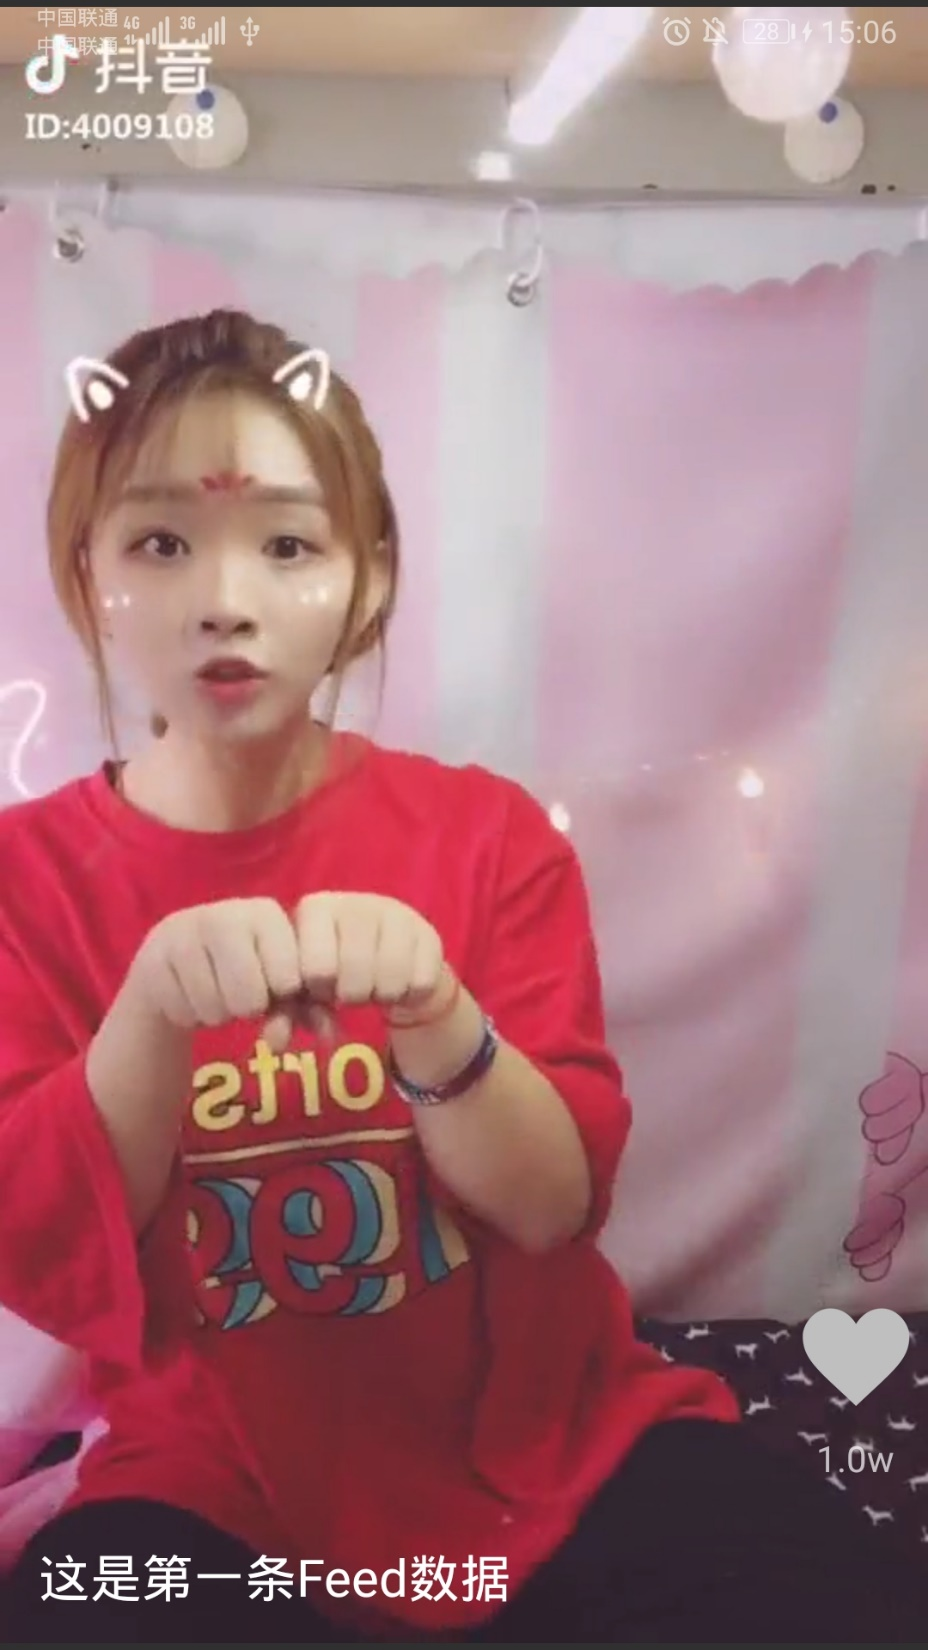 中国联通 4G 3G 28 15:06
中国联通
抖音
ID:4009108
orts
1.0w
这是第一条Feed数据